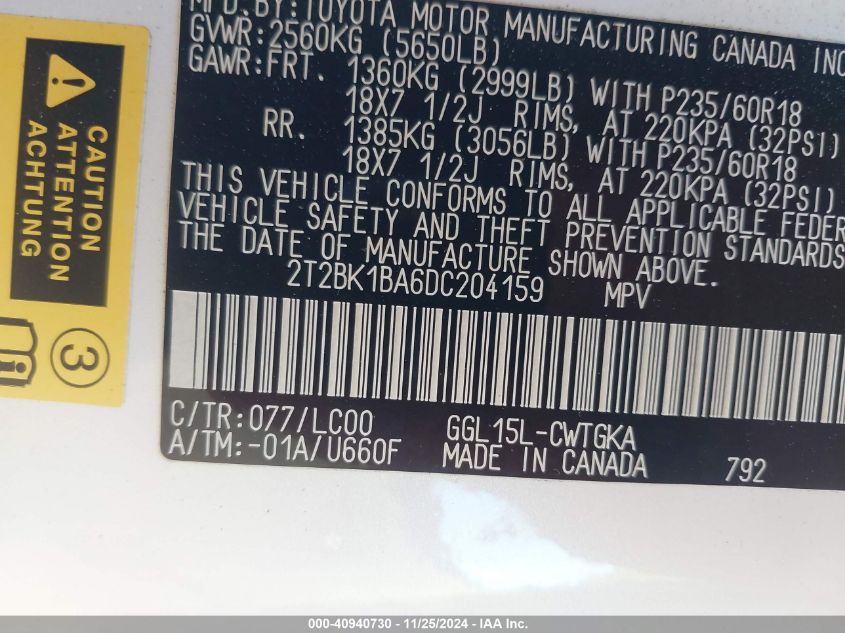 MFD.BY:TOYOTA MOTOR MANUFACTURING CANADA INC
GVWR:2560KG (5650LB)
GAWR:FRT. 1360KG (2999LB) WITH P235/60R18
18X7 1/2J RIMS, AT 220KPA (32PSI)
RR. 1385KG (3056LB) WITH P235/60R18
18X7 1/2J RIMS, AT 220KPA (32PSI)
THIS VEHICLE CONFORMS TO ALL APPLICABLE FEDER
VEHICLE SAFETY AND THEFT PREVENTION STANDARDS
THE DATE OF MANUFACTURE SHOWN ABOVE.
2T2BK1BA6DC204159 MPV
C/TR:077/LC00 GGL15L-CWTGKA
A/TM:-01A/U660F MADE IN CANADA 792
CAUTION
ATTENTION
ACHTUNG
3
000-40940730 - 11/25/2024 - IAA Inc.